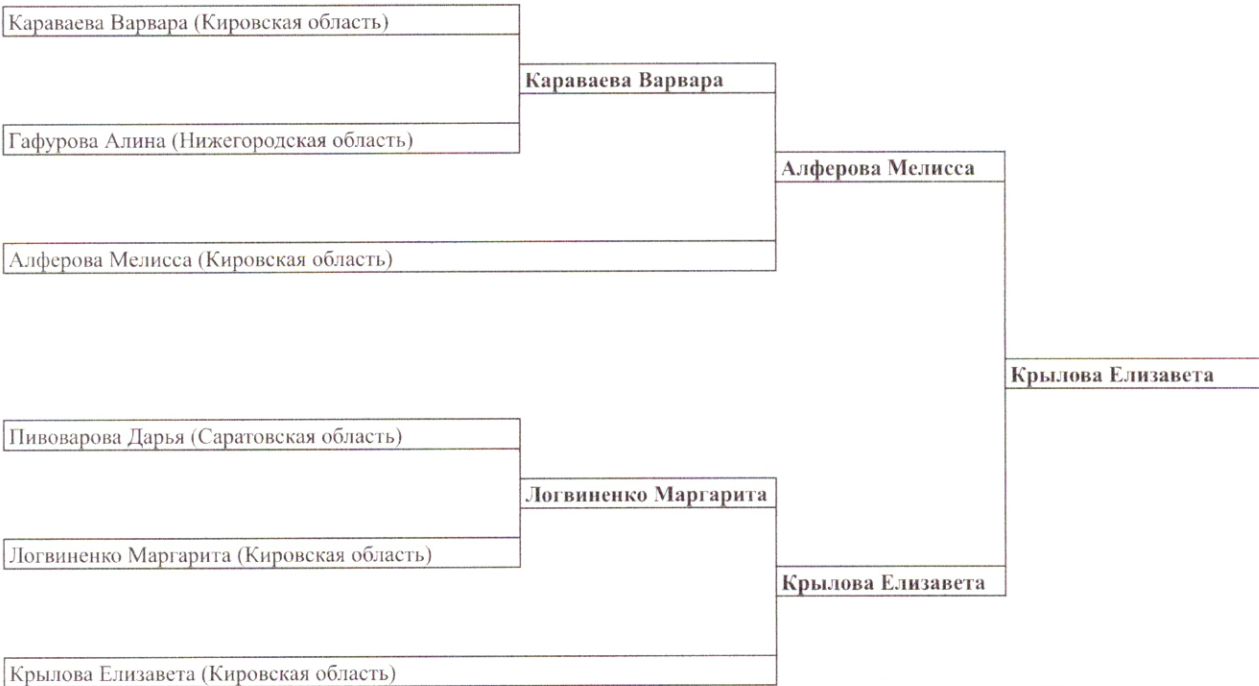 Караваева Варвара (Кировская область)
Караваева Варвара
Гафурова Алина (Нижегородская область)
Алферова Мелисса
Алферова Мелисса (Кировская область)
Крылова Елизавета
Пивоварова Дарья (Саратовская область)
Логвиненко Маргарита
Логвиненко Маргарита (Кировская область)
Крылова Елизавета
Крылова Елизавета (Кировская область)